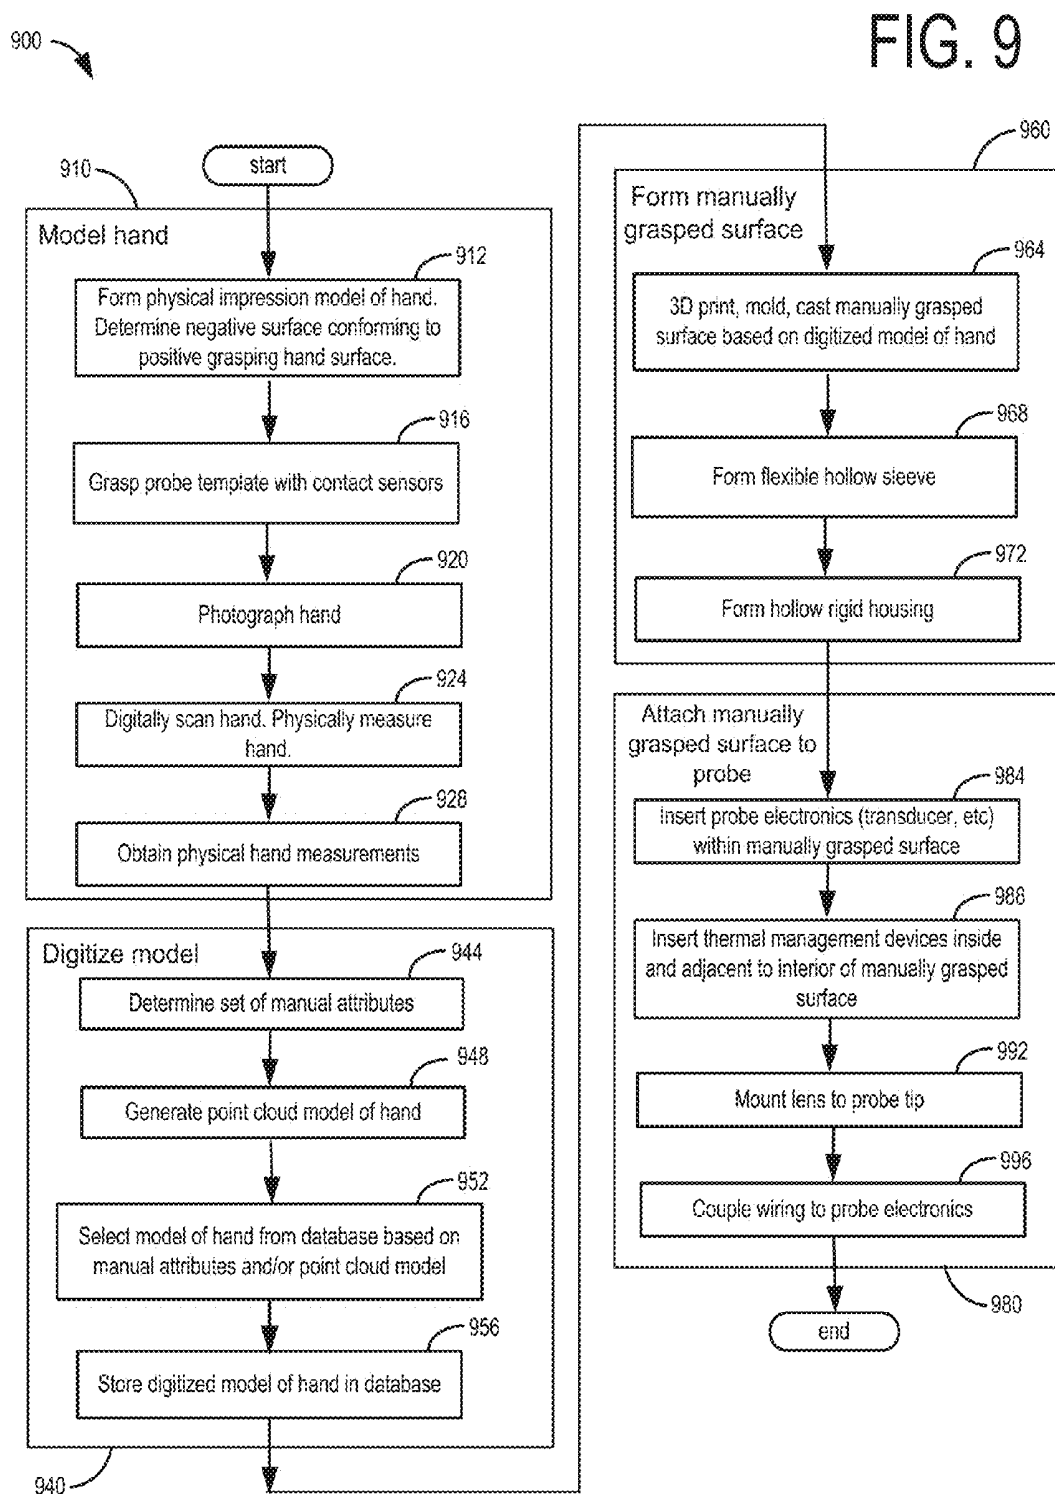 FIG. 9
900
start
910
Model hand
912
Form physical impression model of hand.
Determine negative surface conforming to
positive grasping hand surface.
916
Grasp probe template with contact sensors
920
Photograph hand
924
Digitally scan hand. Physically measure
hand.
928
Obtain physical hand measurements
Digitize model
944
Determine set of manual attributes
948
Generate point cloud model of hand
952
Select model of hand from database based on
manual attributes and/or point cloud model
956
Store digitized model of hand in database
940
960
Form manually
grasped surface
964
3D print, mold, cast manually grasped
surface based on digitized model of hand
968
Form flexible hollow sleeve
972
Form hollow rigid housing
Attach manually
grasped surface to
probe
984
Insert probe electronics (transducer, etc)
within manually grasped surface
988
Insert thermal management devices inside
and adjacent to interior of manually grasped
surface
992
Mount lens to probe tip
996
Couple wiring to probe electronics
980
end